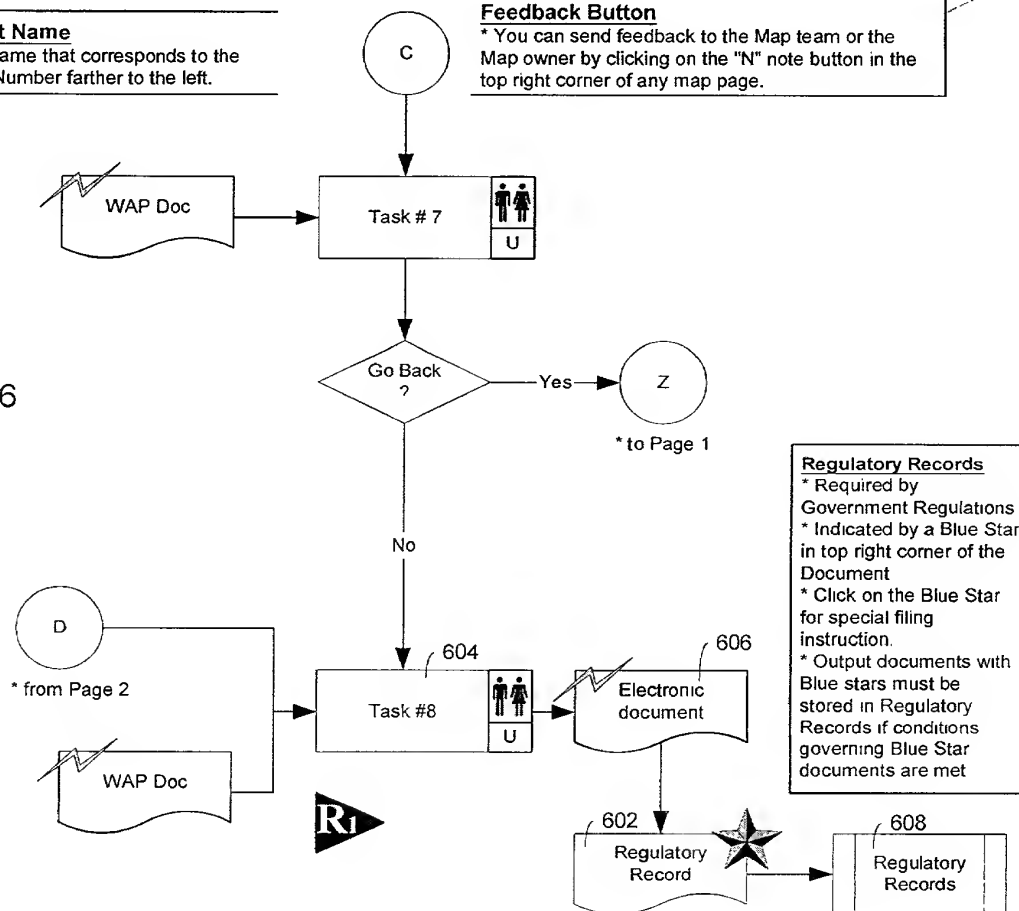 t Name
ame that corresponds to the
Number farther to the left.
C
Feedback Button
* You can send feedback to the Map team or the
Map owner by clicking on the "N" note button in the
top right corner of any map page.
WAP Doc
Task # 7
U
Go Back
?
Yes
Z
* to Page 1
6
No
Regulatory Records
* Required by
Government Regulations
* Indicated by a Blue Star
in top right corner of the
Document
* Click on the Blue Star
for special filing
instruction.
* Output documents with
Blue stars must be
stored in Regulatory
Records if conditions
governing Blue Star
documents are met
D
* from Page 2
WAP Doc
604
Task #8
U
606
Electronic
document
R1
602
Regulatory
Record
608
Regulatory
Records